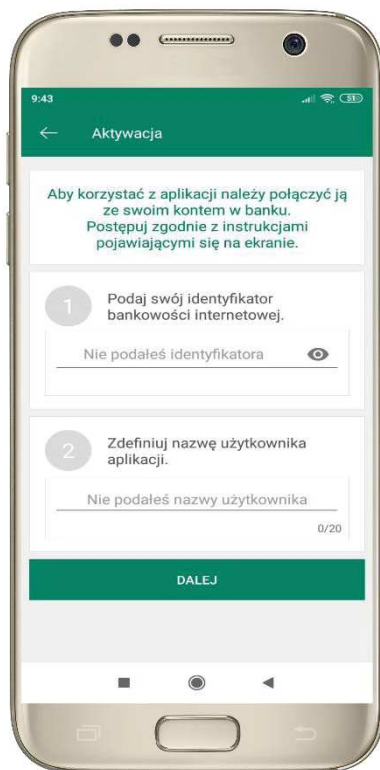 9:43
51
Aktywacja
Aby korzystać z aplikacji należy połączyć ją
ze swoim kontem w banku.
Postępuj zgodnie z instrukcjami
pojawiającymi się na ekranie.
1
Podaj swój identyfikator
bankowości internetowej.
Nie podałeś identyfikatora
2
Zdefiniuj nazwę użytkownika
aplikacji.
Nie podałeś nazwy użytkownika
0/20
DALEJ